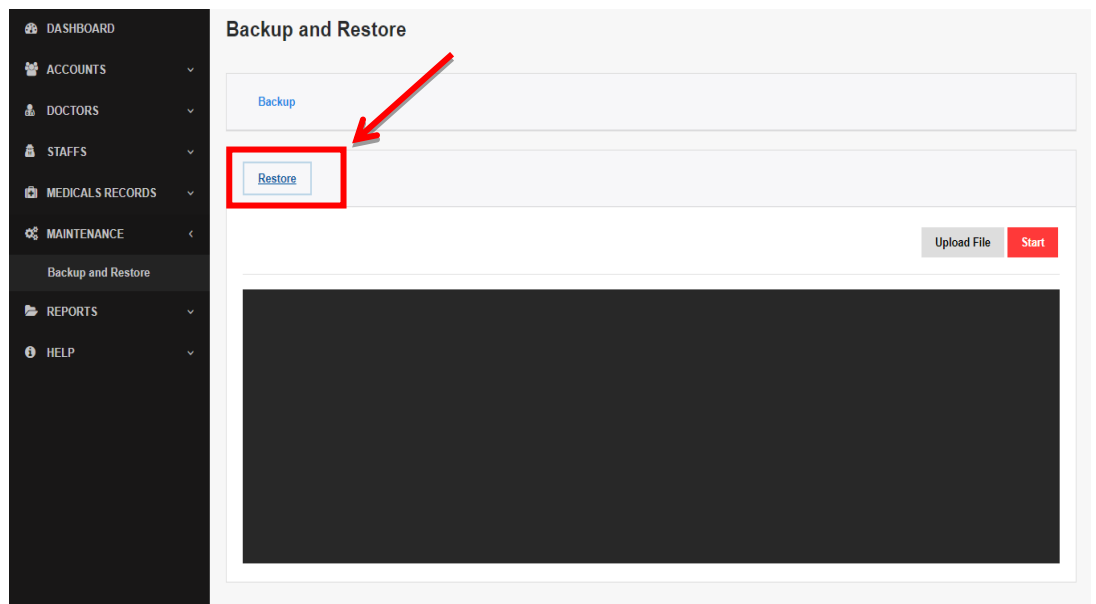 DASHBOARD
ACCOUNTS
DOCTORS
STAFFS
MEDICALS RECORDS
MAINTENANCE
Backup and Restore
REPORTS
HELP
Backup and Restore
Backup
Restore
Upload File
Start